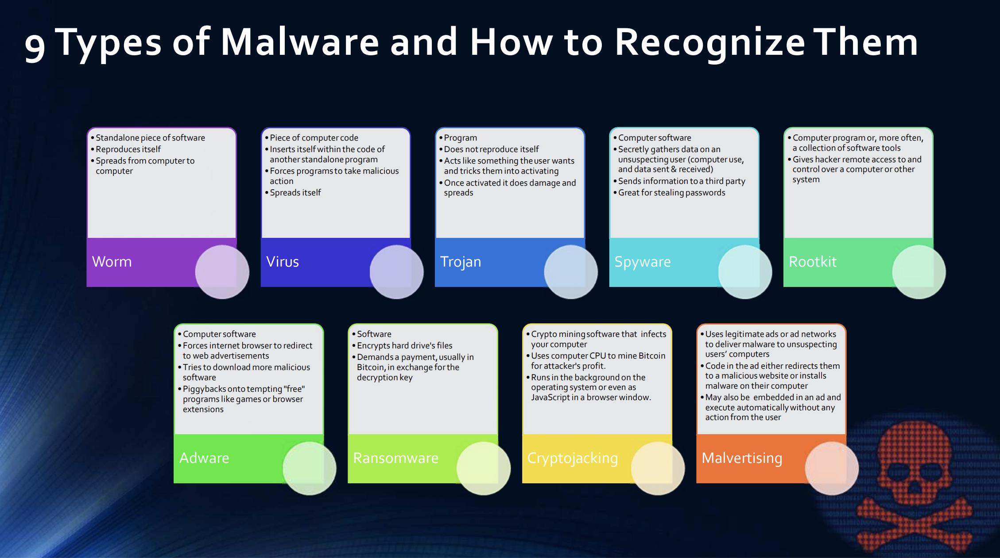 9 Types of Malware and How to Recognize Them
• Standalone piece of software
• Reproduces itself
• Spreads from computer to
computer
Worm
• Piece of computer code
• Inserts itself within the code of
another standalone program
• Forces programs to take malicious
action
• Spreads itself
Virus
• Program
• Does not reproduce itself
• Acts like something the user wants
and tricks them into activating
• Once activated it does damage and
spreads
Trojan
• Computer software
• Secretly gathers data on an
unsuspecting user (computer use,
and data sent & received)
• Sends information to a third party
• Great for stealing passwords
Spyware
• Computer program or, more often,
a collection of software tools
• Gives hacker remote access to and
control over a computer or other
system
Rootkit
• Computer software
• Forces internet browser to redirect
to web advertisements
• Tries to download more malicious
software
• Piggybacks onto tempting "free"
programs like games or browser
extensions
Adware
• Software
• Encrypts hard drive's files
• Demands a payment, usually in
Bitcoin, in exchange for the
decryption key
Ransomware
• Crypto mining software that infects
your computer
• Uses computer CPU to mine Bitcoin
for attacker's profit.
• Runs in the background on the
operating system or even as
JavaScript in a browser window.
Cryptojacking
• Uses legitimate ads or ad networks
to deliver malware to unsuspecting
users’ computers
• Code in the ad either redirects them
to a malicious website or installs
malware on their computer
• May also be embedded in an ad and
execute automatically without any
action from the user
Malvertising